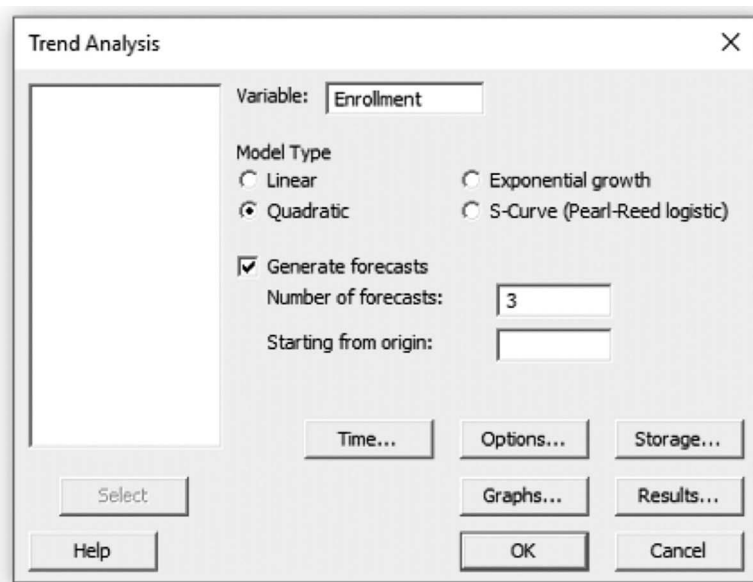 Trend Analysis
Variable: Enrollment
Model Type
Linear Exponential growth
Quadratic S-Curve (Pearl-Reed logistic)
Generate forecasts
Number of forecasts: 3
Starting from origin:
Time... Options... Storage...
Select Graphs... Results...
Help OK Cancel